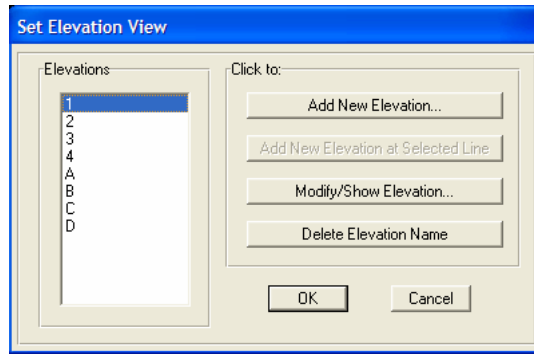 Set Elevation View
Elevations
1
2
3
4
A
B
C
D
Click to:
Add New Elevation...
Add New Elevation at Selected Line
Modify/Show Elevation...
Delete Elevation Name
OK
Cancel